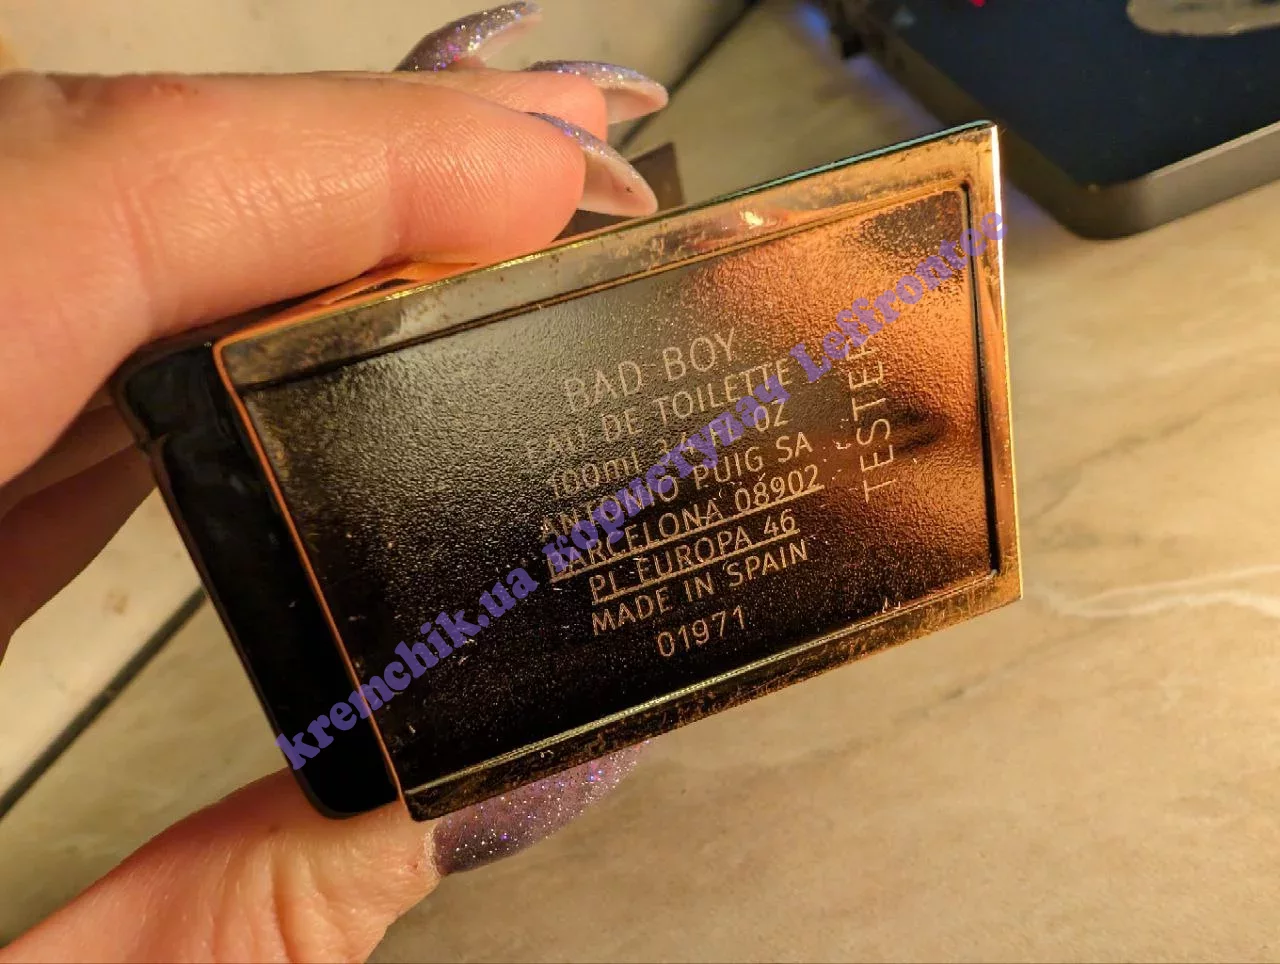 BAD BOY
EAU DE TOILETTE
100ml 3.4 FL OZ
ANTONIO PUIG SA
BARCELONA 08902
PL EUROPA 46
MADE IN SPAIN
01971
TESTER
kremchik.ua користувач Leffrontee